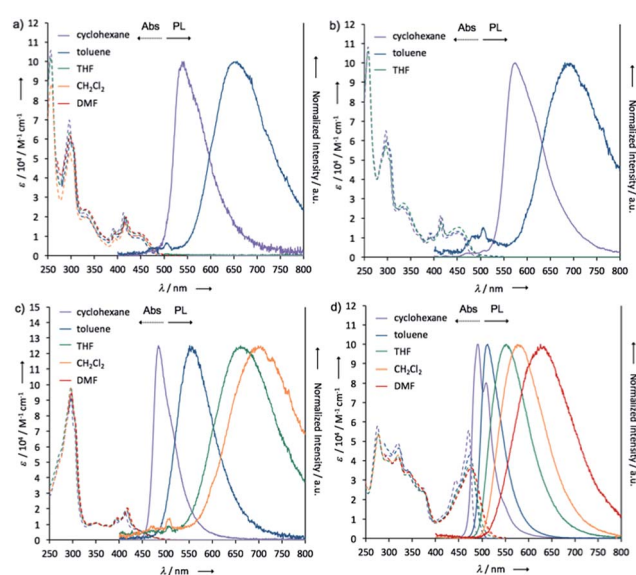 a)
Abs PL
cyclohexane
toluene
THF
CH₂Cl₂
DMF
ε / 10⁴ / M⁻¹ cm
Normalized Intensity / a.u.
10
9
8
7
6
5
4
3
2
1
0
250 300 350 400 450 500 550 600 650 700 750 800
λ / nm
b)
Abs PL
cyclohexane
toluene
THF
ε / 10⁴ / M⁻¹ cm
Normalized Intensity / a.u.
12
11
10
9
8
7
6
5
4
3
2
1
0
250 300 350 400 450 500 550 600 650 700 750 800
λ / nm
c)
Abs PL
cyclohexane
toluene
THF
CH₂Cl₂
DMF
ε / 10⁴ / M⁻¹ cm
Normalized Intensity / a.u.
15
14
13
12
11
10
9
8
7
6
5
4
3
2
1
0
250 300 350 400 450 500 550 600 650 700 750 800
λ / nm
d)
Abs PL
cyclohexane
toluene
THF
CH₂Cl₂
DMF
ε / 10⁴ / M⁻¹ cm
Normalized Intensity / a.u.
12
11
10
9
8
7
6
5
4
3
2
1
0
250 300 350 400 450 500 550 600 650 700 750 800
λ / nm